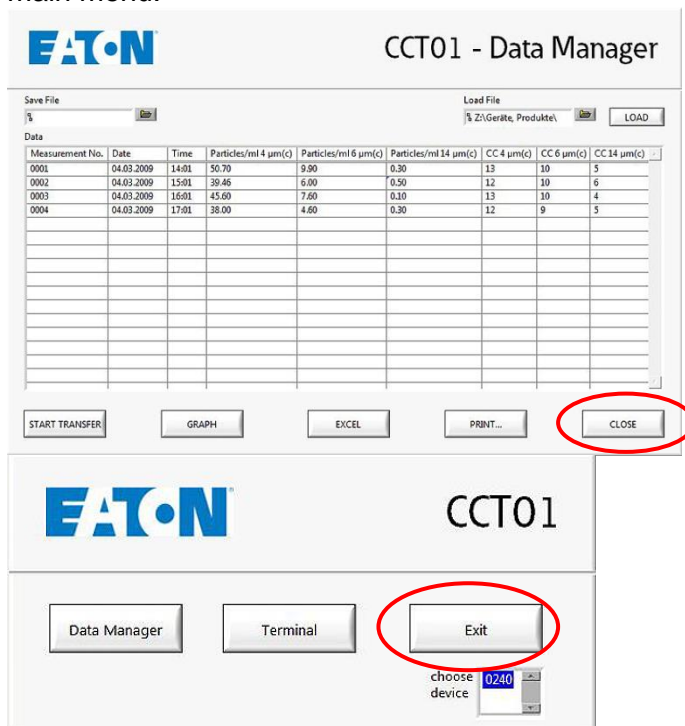 main menu.
EATON
CCT01 - Data Manager
Save File
Load File
% Z:\Geräte, Produkte\
LOAD
Data
Measurement No. Date Time Particles/ml 4 µm(c) Particles/ml 6 µm(c) Particles/ml 14 µm(c) CC 4 µm(c) CC 6 µm(c) CC 14 µm(c)
0001 04.03.2009 14:01 50.70 9.90 0.30 13 10 5
0002 04.03.2009 15:01 39.46 6.00 0.50 12 10 6
0003 04.03.2009 16:01 45.60 7.60 0.10 13 10 4
0004 04.03.2009 17:01 38.00 4.60 0.30 12 9 5
START TRANSFER GRAPH EXCEL PRINT... CLOSE
EATON
CCT01
Data Manager Terminal Exit
choose device 0240